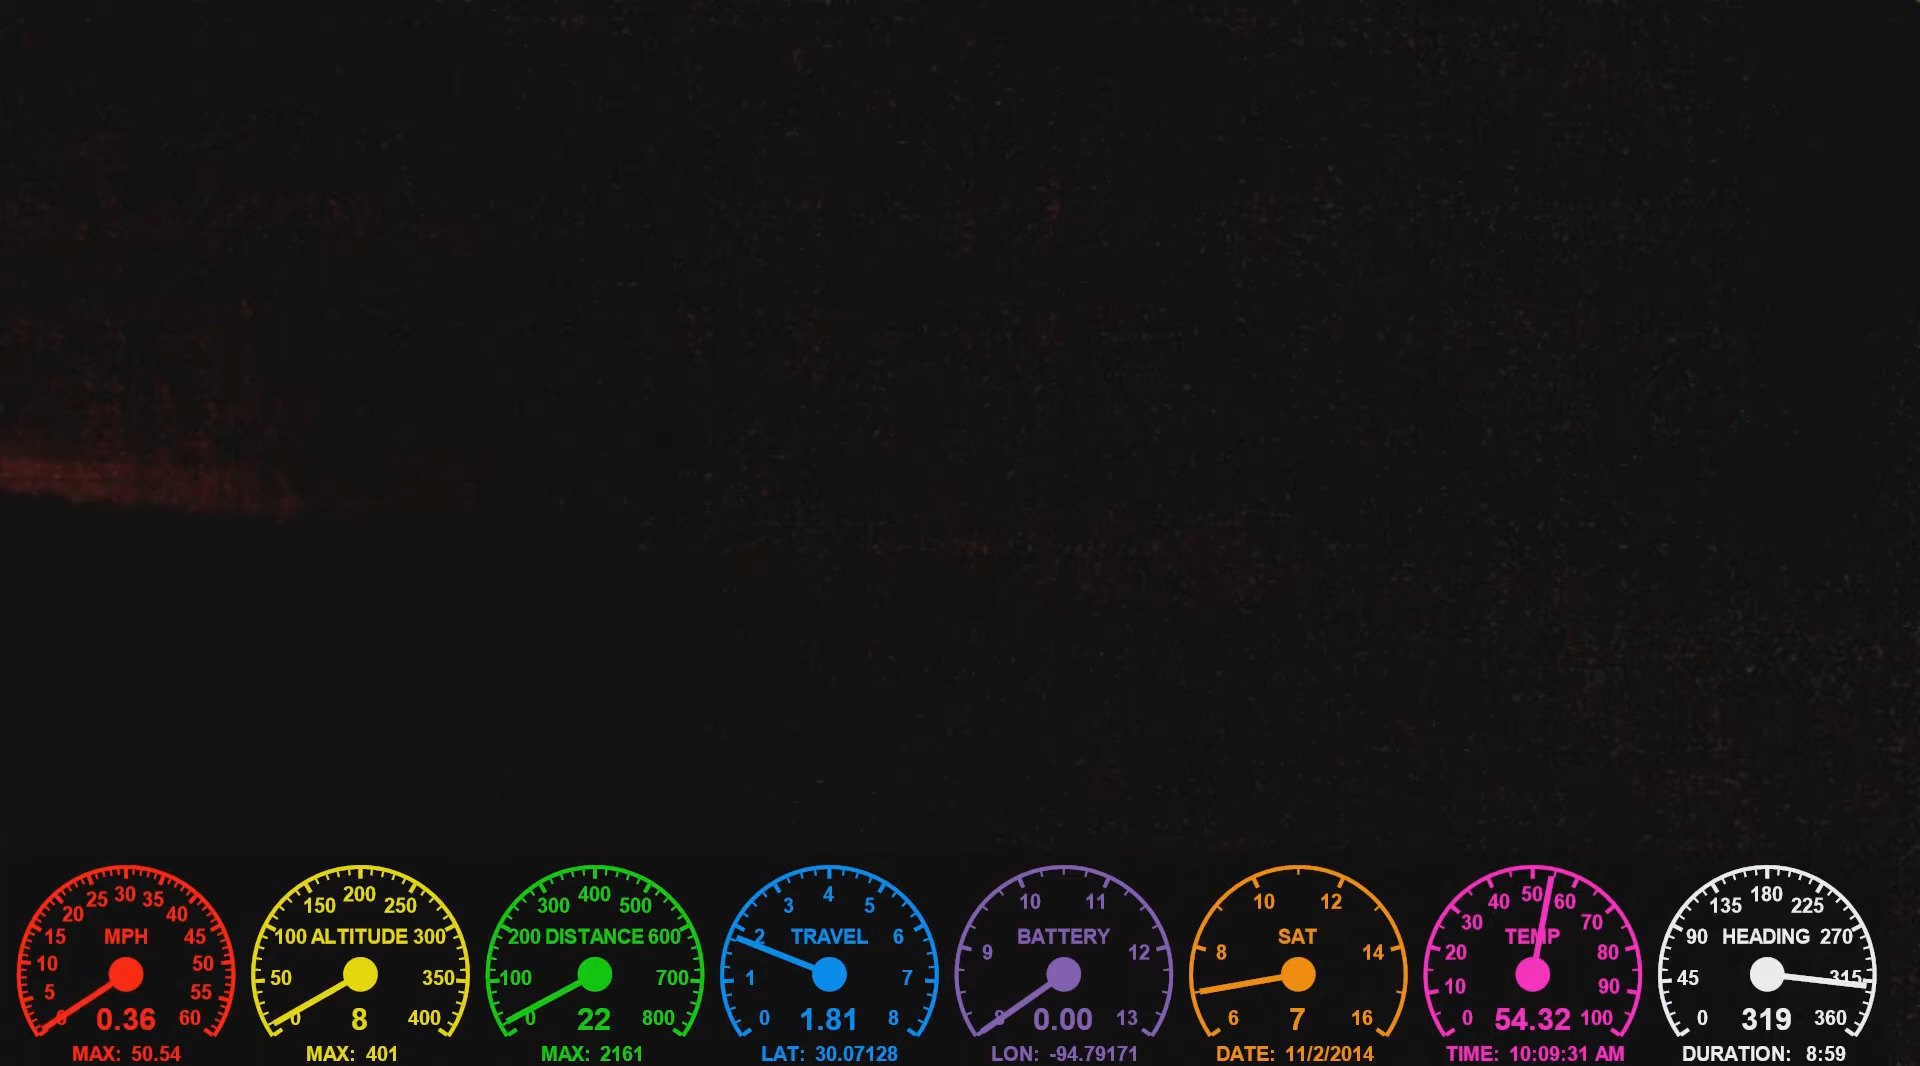 0 5 10 15 20 25 30 35 40 45 50 55 60
MPH
0.36
MAX: 50.54
0 50 100 150 200 250 300 350 400
ALTITUDE
8
MAX: 401
0 100 200 300 400 500 600 700 800
DISTANCE
22
MAX: 2161
0 1 2 3 4 5 6 7 8
TRAVEL
1.81
LAT: 30.07128
8 9 10 11 12 13
BATTERY
0.00
LON: -94.79171
6 8 10 12 14 16
SAT
7
DATE: 11/2/2014
0 10 20 30 40 50 60 70 80 90 100
TEMP
54.32
TIME: 10:09:31 AM
0 45 90 135 180 225 270 315 360
HEADING
319
DURATION: 8:59